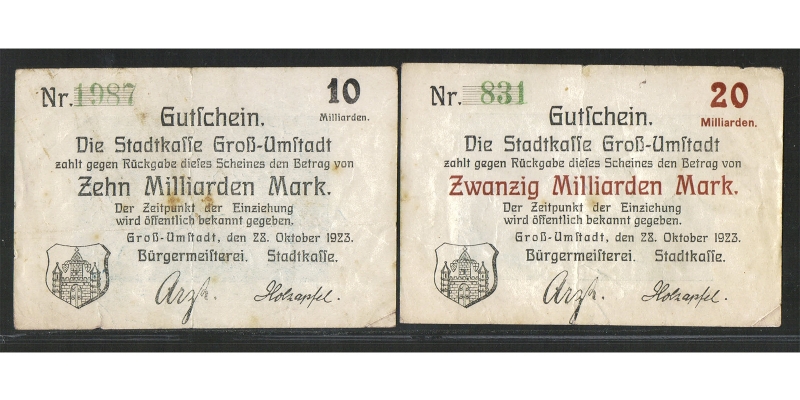 Nr. 1987
10
Milliarden.
Gutſchein.
Die Stadtkaſſe Groß-Umſtadt
zahlt gegen Rückgabe dieſes Scheines den Betrag von
Zehn Milliarden Mark.
Der Zeitpunkt der Einziehung
wird öffentlich bekannt gegeben.
Groß-Umſtadt, den 28. Oktober 1923.
Bürgermeiſterei. Stadtkaſſe.
Holzapfel.
Nr. 831
20
Milliarden.
Gutſchein.
Die Stadtkaſſe Groß-Umſtadt
zahlt gegen Rückgabe dieſes Scheines den Betrag von
Zwanzig Milliarden Mark.
Der Zeitpunkt der Einziehung
wird öffentlich bekannt gegeben.
Groß-Umſtadt, den 28. Oktober 1923.
Bürgermeiſterei. Stadtkaſſe.
Holzapfel.